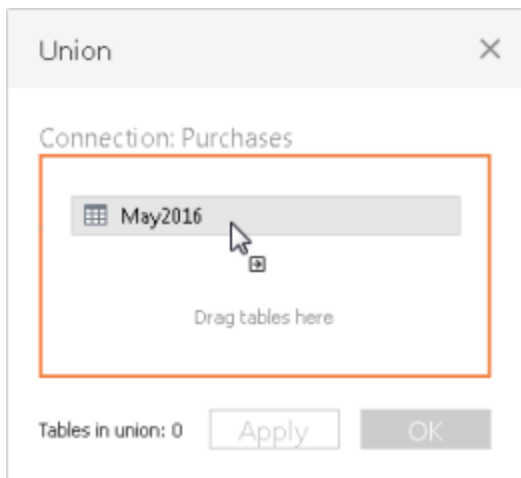 Union
Connection: Purchases
May2016
Drag tables here
Tables in union: 0 Apply OK